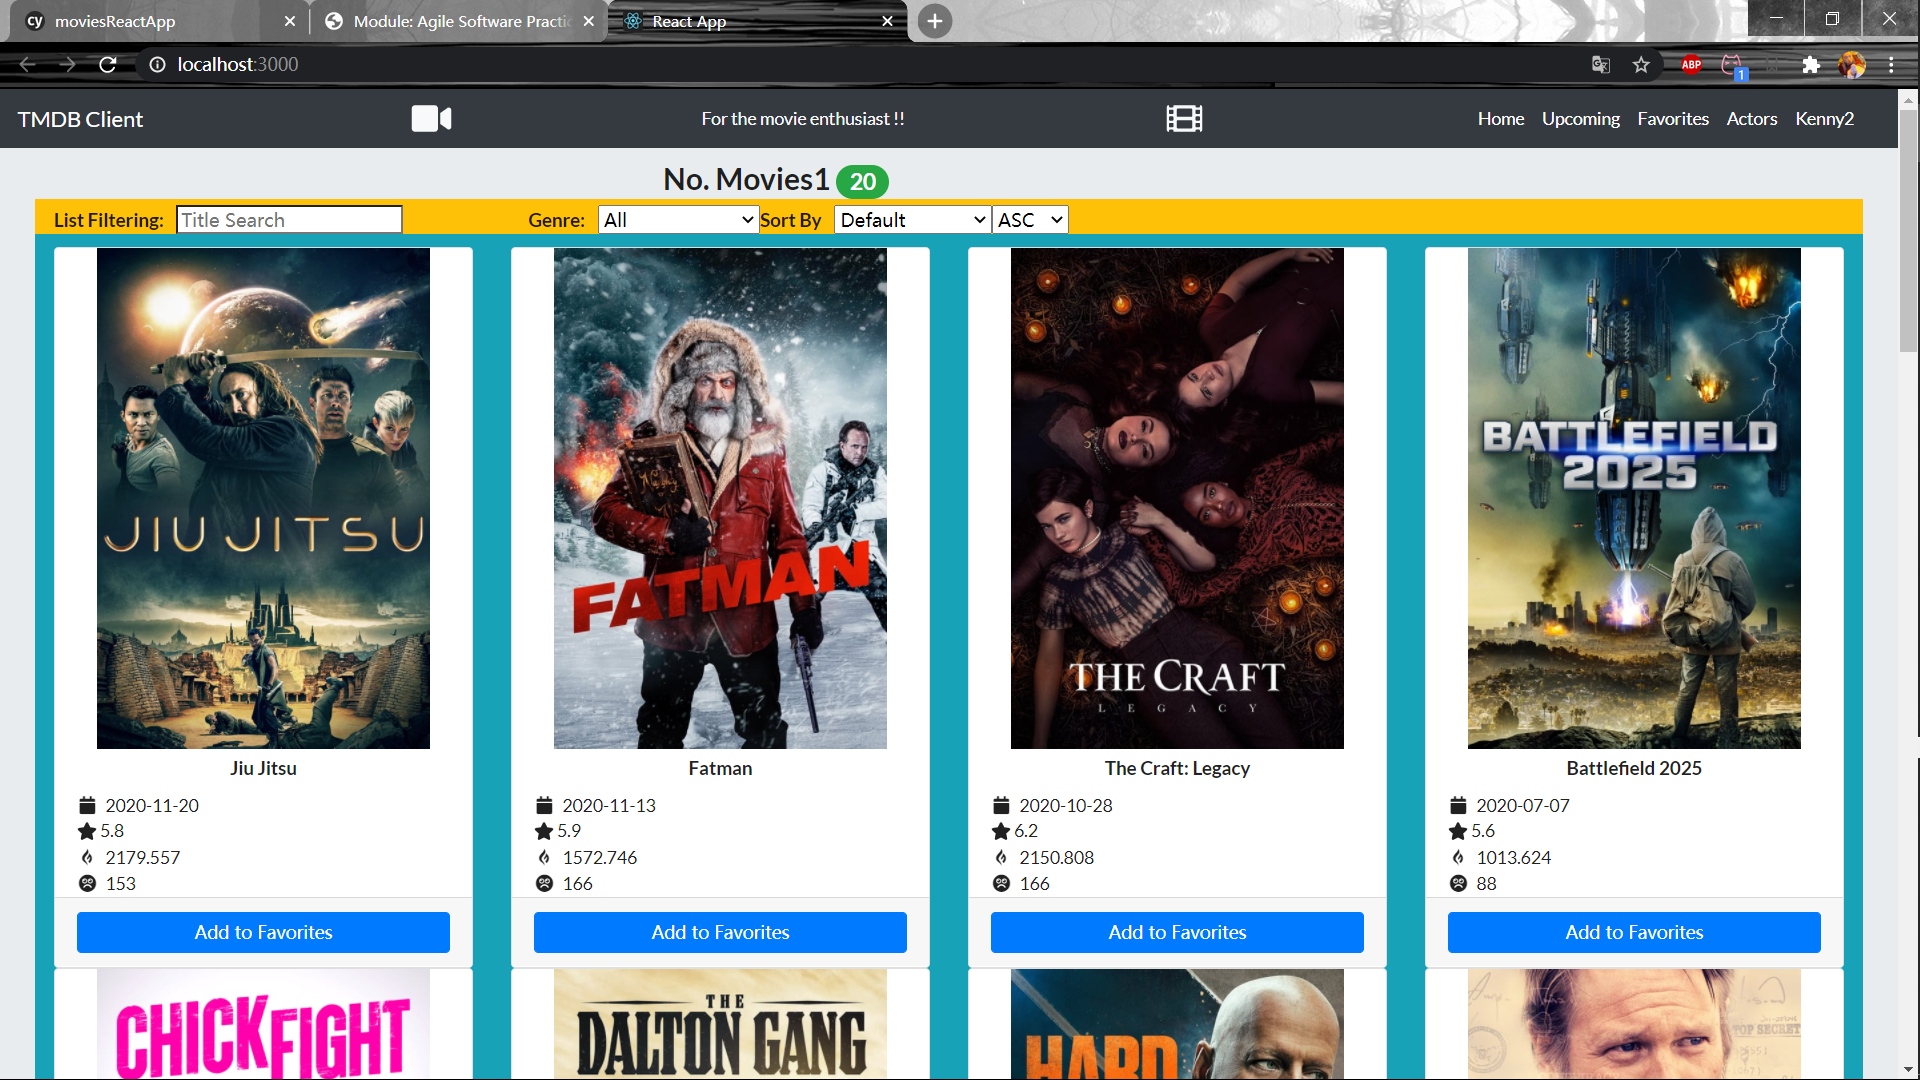 cy moviesReactApp
Module: Agile Software Practic
React App
localhost:3000
ABP
1
TMDB Client
For the movie enthusiast !!
Home Upcoming Favorites Actors Kenny2
No. Movies1 20
List Filtering: Title Search Genre: All Sort By Default ASC
JIU JITSU
FATMAN
THE CRAFT
LEGACY
BATTLEFIELD
2025
Jiu Jitsu
2020-11-20
5.8
2179.557
153
Add to Favorites
Fatman
2020-11-13
5.9
1572.746
166
Add to Favorites
The Craft: Legacy
2020-10-28
6.2
2150.808
166
Add to Favorites
Battlefield 2025
2020-07-07
5.6
1013.624
88
Add to Favorites
CHICK FIGHT
THE
DALTON GANG
HARD
TOP SECRET